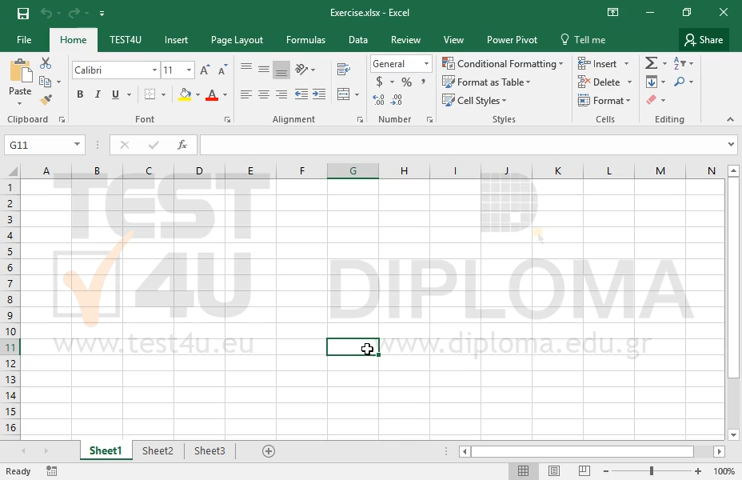 Exercise.xlsx - Excel
File Home TEST4U Insert Page Layout Formulas Data Review View Power Pivot Tell me Share
Paste Calibri 11 General Conditional Formatting Insert
B I U $ % , Format as Table Delete
Cell Styles Format
Clipboard Font Alignment Number Styles Cells Editing
G11 fx
A B C D E F G H I J K L M N
1
2
3
4
5
6
7
8
9
10
11
12
13
14
15
16
TEST
4U
www.test4u.eu
D.
DIPLOMA
www.diploma.edu.gr
Sheet1 Sheet2 Sheet3
Ready 100%